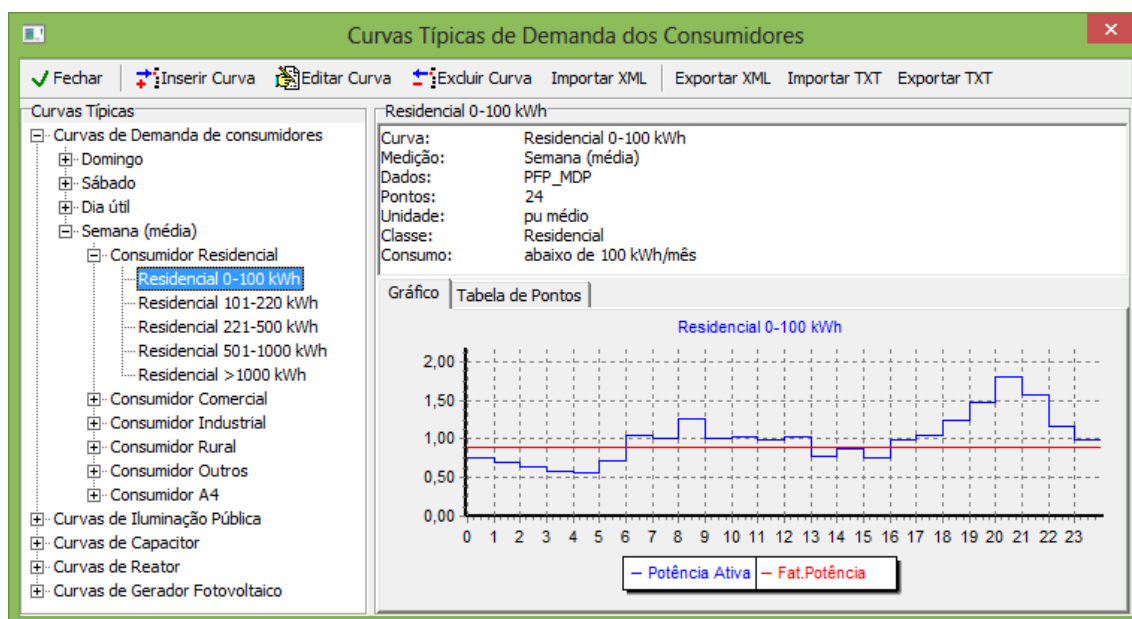 Curvas Típicas de Demanda dos Consumidores
Fechar Inserir Curva Editar Curva Excluir Curva Importar XML Exportar XML Importar TXT Exportar TXT
Curvas Típicas
Curvas de Demanda de consumidores
Domingo
Sábado
Dia útil
Semana (média)
Consumidor Residencial
Residencial 0-100 kWh
Residencial 101-220 kWh
Residencial 221-500 kWh
Residencial 501-1000 kWh
Residencial >1000 kWh
Consumidor Comercial
Consumidor Industrial
Consumidor Rural
Consumidor Outros
Consumidor A4
Curvas de Iluminação Pública
Curvas de Capacitor
Curvas de Reator
Curvas de Gerador Fotovoltaico
Residencial 0-100 kWh
Curva: Residencial 0-100 kWh
Medição: Semana (média)
Dados: PFP_MDP
Pontos: 24
Unidade: pu médio
Classe: Residencial
Consumo: abaixo de 100 kWh/mês
Gráfico Tabela de Pontos
Residencial 0-100 kWh
2,00
1,50
1,00
0,50
0,00
0 1 2 3 4 5 6 7 8 9 10 11 12 13 14 15 16 17 18 19 20 21 22 23
Potência Ativa Fat.Potência